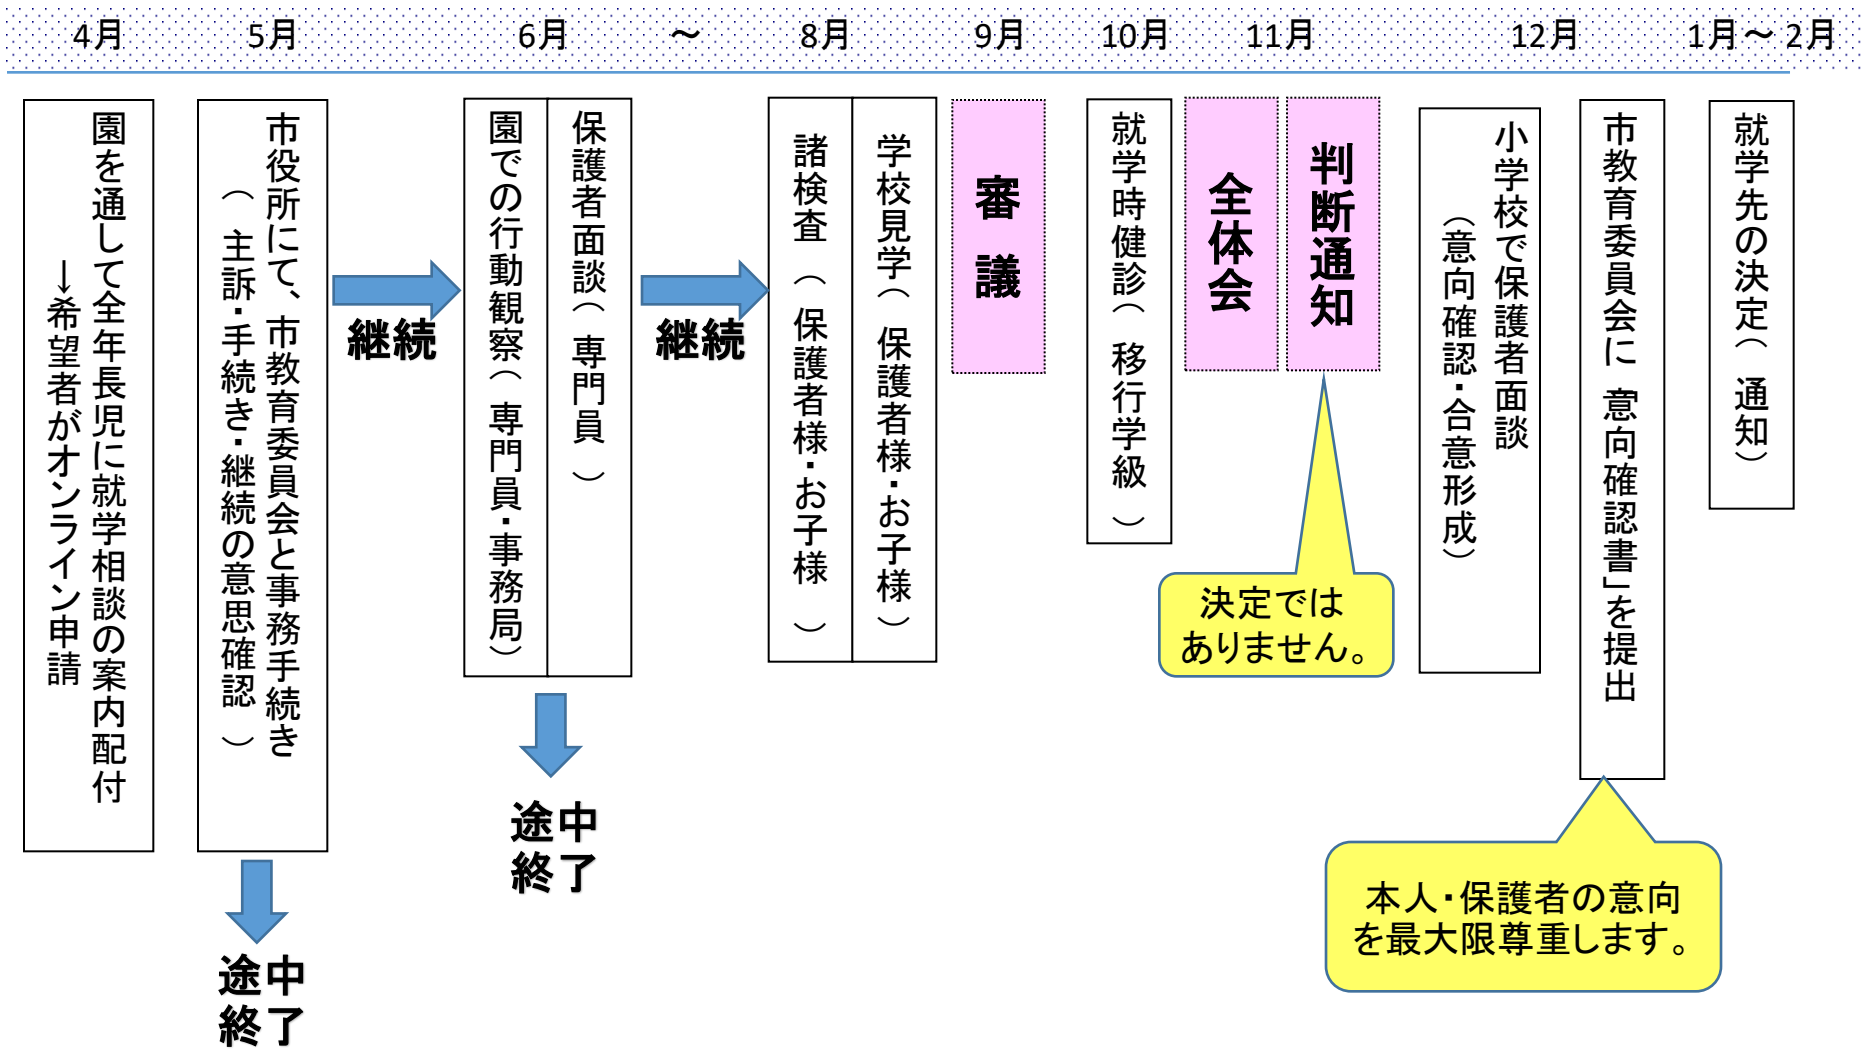 4月
5月
6月
～
8月
9月
10月
11月
12月
1月～ 2月
園を通して全年長児に就学相談の案内配付
→希望者がオンライン申請
市役所にて、市教育委員会と事務手続き
（主訴・手続き・継続の意思確認 ）
継続
途中
終了
園での行動観察（専門員・事務局）
保護者面談（専門員 ）
継続
途中
終了
諸検査（保護者様・お子様 ）
学校見学（保護者様・お子様）
審 議
就学時健診（移行学級 ）
全体会
判断通知
決定では
ありません。
小学校で保護者面談
（意向確認・合意形成）
市教育委員会に「意向確認書」を提出
本人・保護者の意向
を最大限尊重します。
就学先の決定（通知）